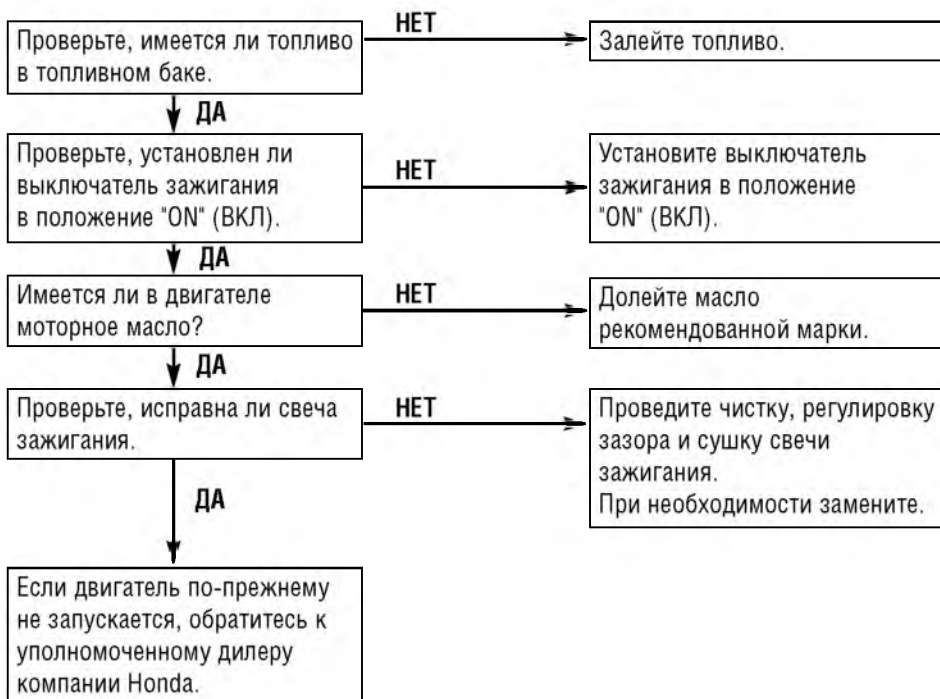 Проверьте, имеется ли топливо
в топливном баке.
НЕТ
Залейте топливо.
ДА
Проверьте, установлен ли
выключатель зажигания
в положение "ON" (ВКЛ).
НЕТ
Установите выключатель
зажигания в положение
"ON" (ВКЛ).
ДА
Имеется ли в двигателе
моторное масло?
НЕТ
Долейте масло
рекомендованной марки.
ДА
Проверьте, исправна ли свеча
зажигания.
НЕТ
Проведите чистку, регулировку
зазора и сушку свечи
зажигания.
При необходимости замените.
ДА
Если двигатель по-прежнему
не запускается, обратитесь к
уполномоченному дилеру
компании Honda.